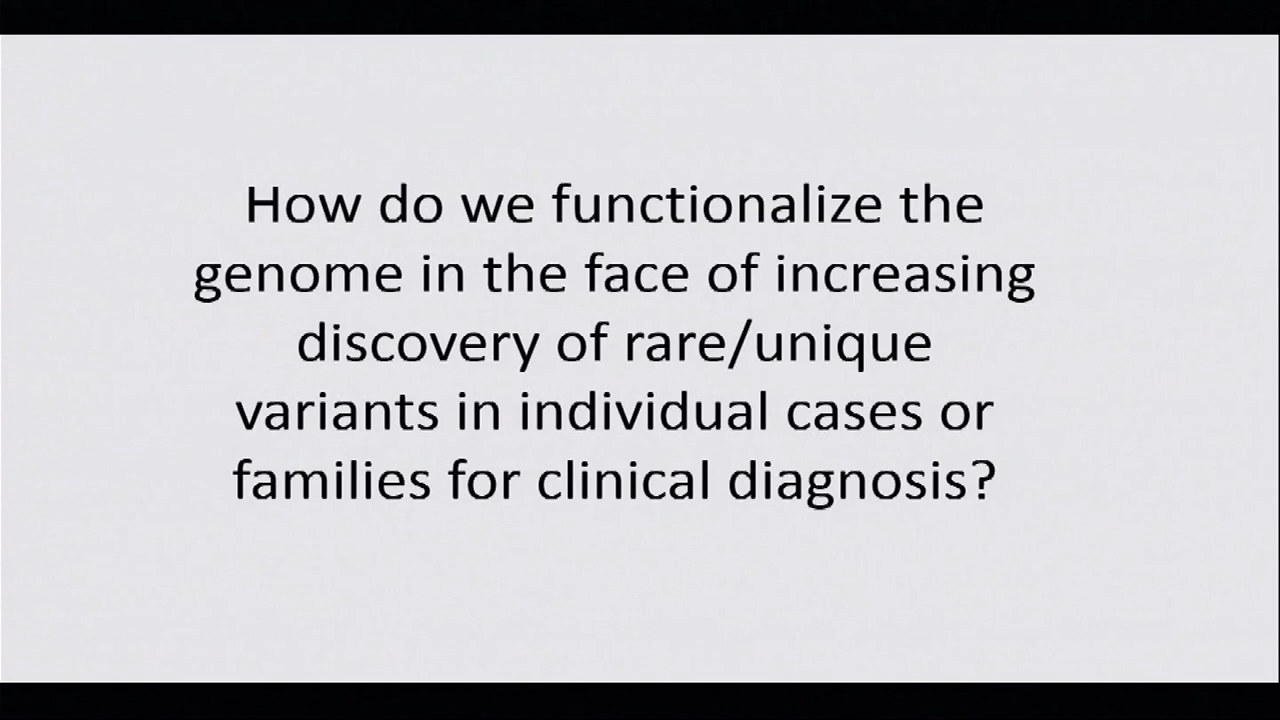 How do we functionalize the
genome in the face of increasing
discovery of rare/unique
variants in individual cases or
families for clinical diagnosis?